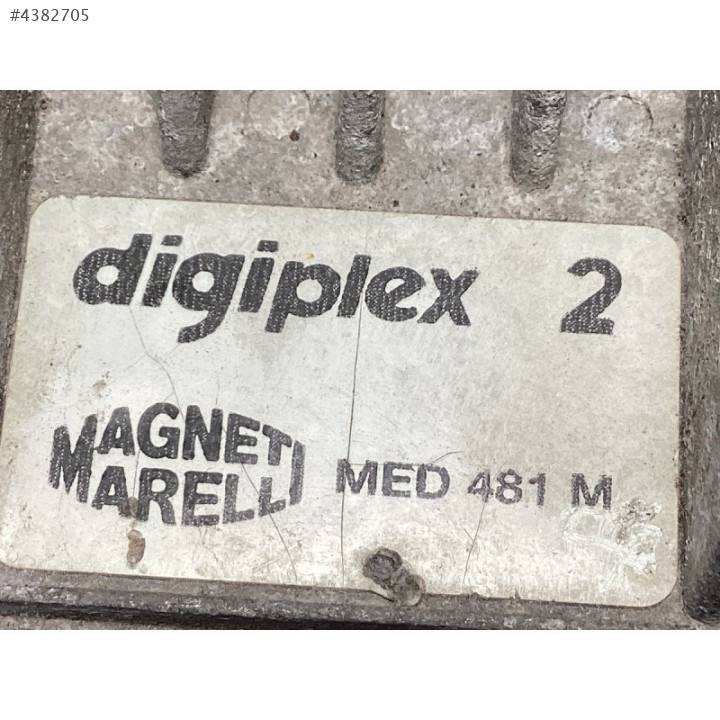 #4382705
digiplex 2
MAGNETI
MARELLI
MED 481 M